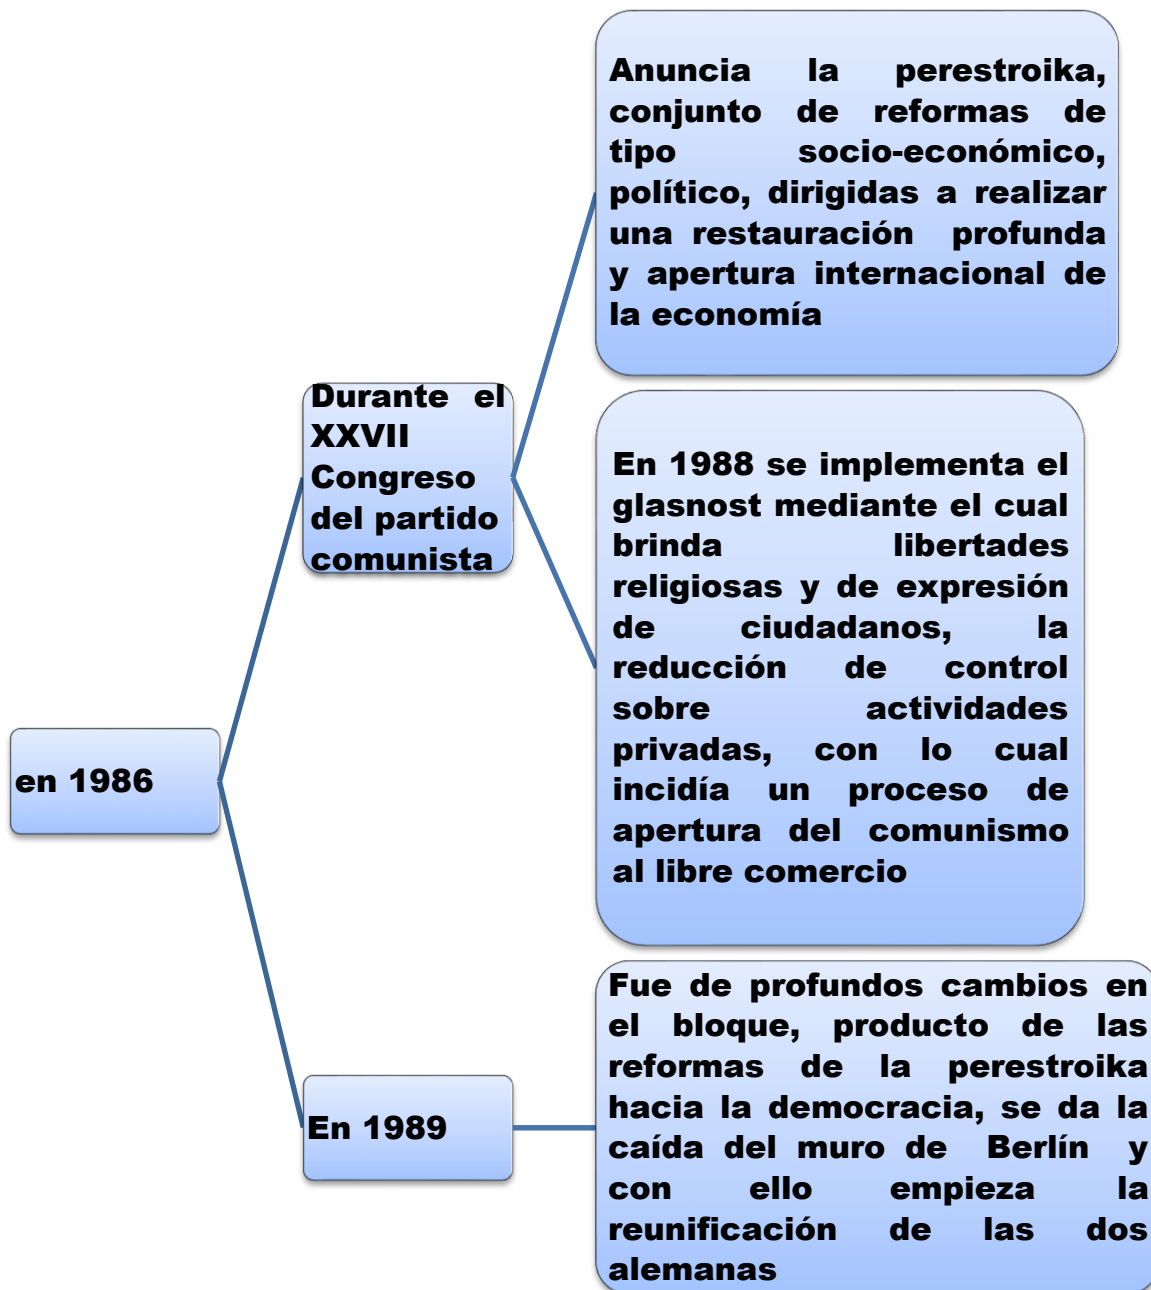 Anuncia la perestroika,
conjunto de reformas de
tipo socio-económico,
político, dirigidas a realizar
una restauración profunda
y apertura internacional de
la economía
Durante el
XXVII
Congreso
del partido
comunista
En 1988 se implementa el
glasnost mediante el cual
brinda libertades
religiosas y de expresión
de ciudadanos, la
reducción de control
sobre actividades
privadas, con lo cual
incidía un proceso de
apertura del comunismo
al libre comercio
en 1986
Fue de profundos cambios en
el bloque, producto de las
reformas de la perestroika
hacia la democracia, se da la
caída del muro de Berlín y
con ello empieza la
reunificación de las dos
alemanas
En 1989